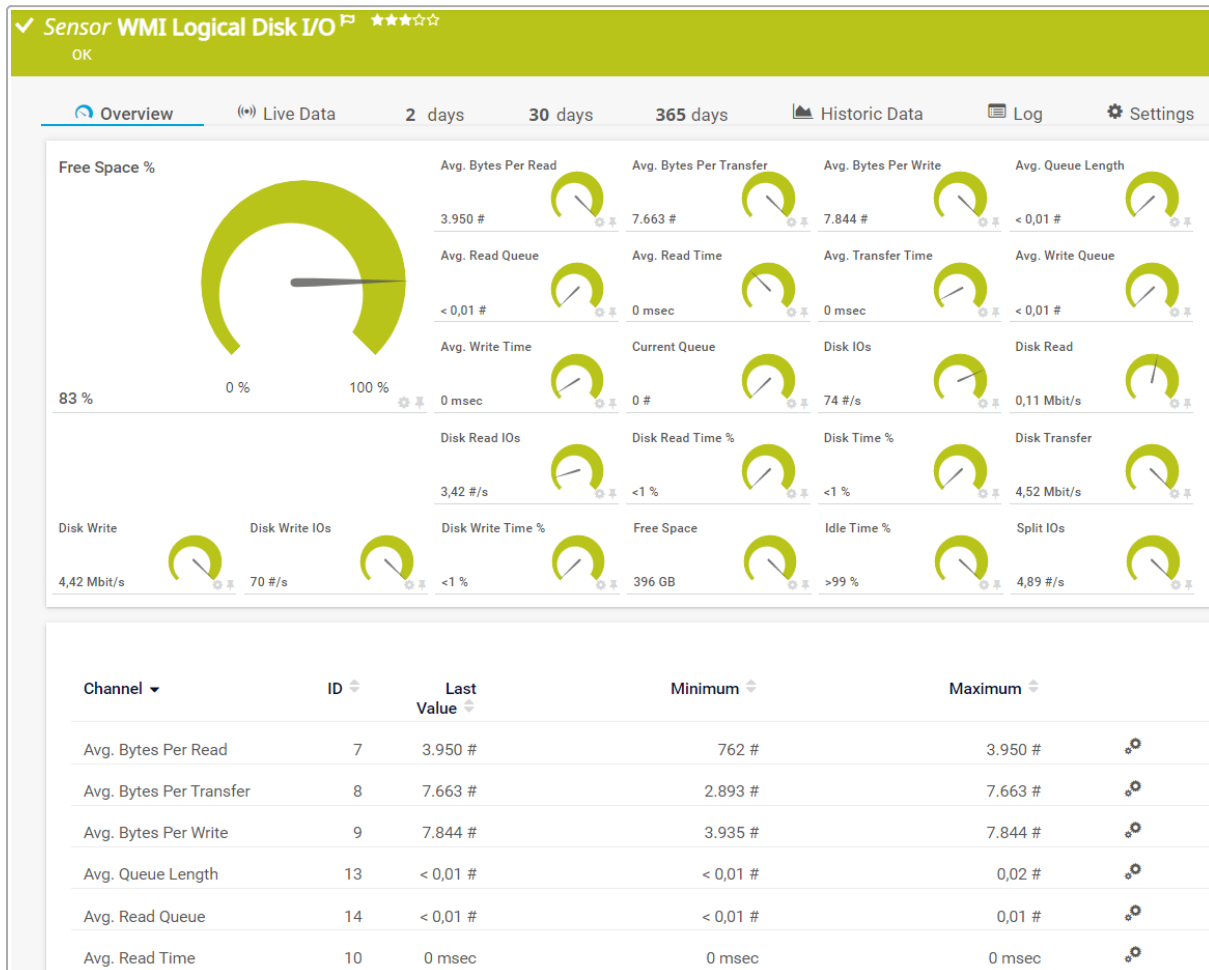 Sensor WMI Logical Disk I/O
OK
Overview Live Data 2 days 30 days 365 days Historic Data Log Settings
Free Space %
0 % 100 %
83 %
Avg. Bytes Per Read Avg. Bytes Per Transfer Avg. Bytes Per Write Avg. Queue Length
3.950 # 7.663 # 7.844 # < 0,01 #
Avg. Read Queue Avg. Read Time Avg. Transfer Time Avg. Write Queue
< 0,01 # 0 msec 0 msec < 0,01 #
Avg. Write Time Current Queue Disk IOs Disk Read
0 msec 0 # 74 #/s 0,11 Mbit/s
Disk Read IOs Disk Read Time % Disk Time % Disk Transfer
3,42 #/s <1 % <1 % 4,52 Mbit/s
Disk Write Disk Write IOs Disk Write Time % Free Space Idle Time % Split IOs
4,42 Mbit/s 70 #/s <1 % 396 GB >99 % 4,89 #/s
Channel ID Last Value Minimum Maximum
Avg. Bytes Per Read 7 3.950 # 762 # 3.950 #
Avg. Bytes Per Transfer 8 7.663 # 2.893 # 7.663 #
Avg. Bytes Per Write 9 7.844 # 3.935 # 7.844 #
Avg. Queue Length 13 < 0,01 # < 0,01 # 0,02 #
Avg. Read Queue 14 < 0,01 # < 0,01 # 0,01 #
Avg. Read Time 10 0 msec 0 msec 0 msec